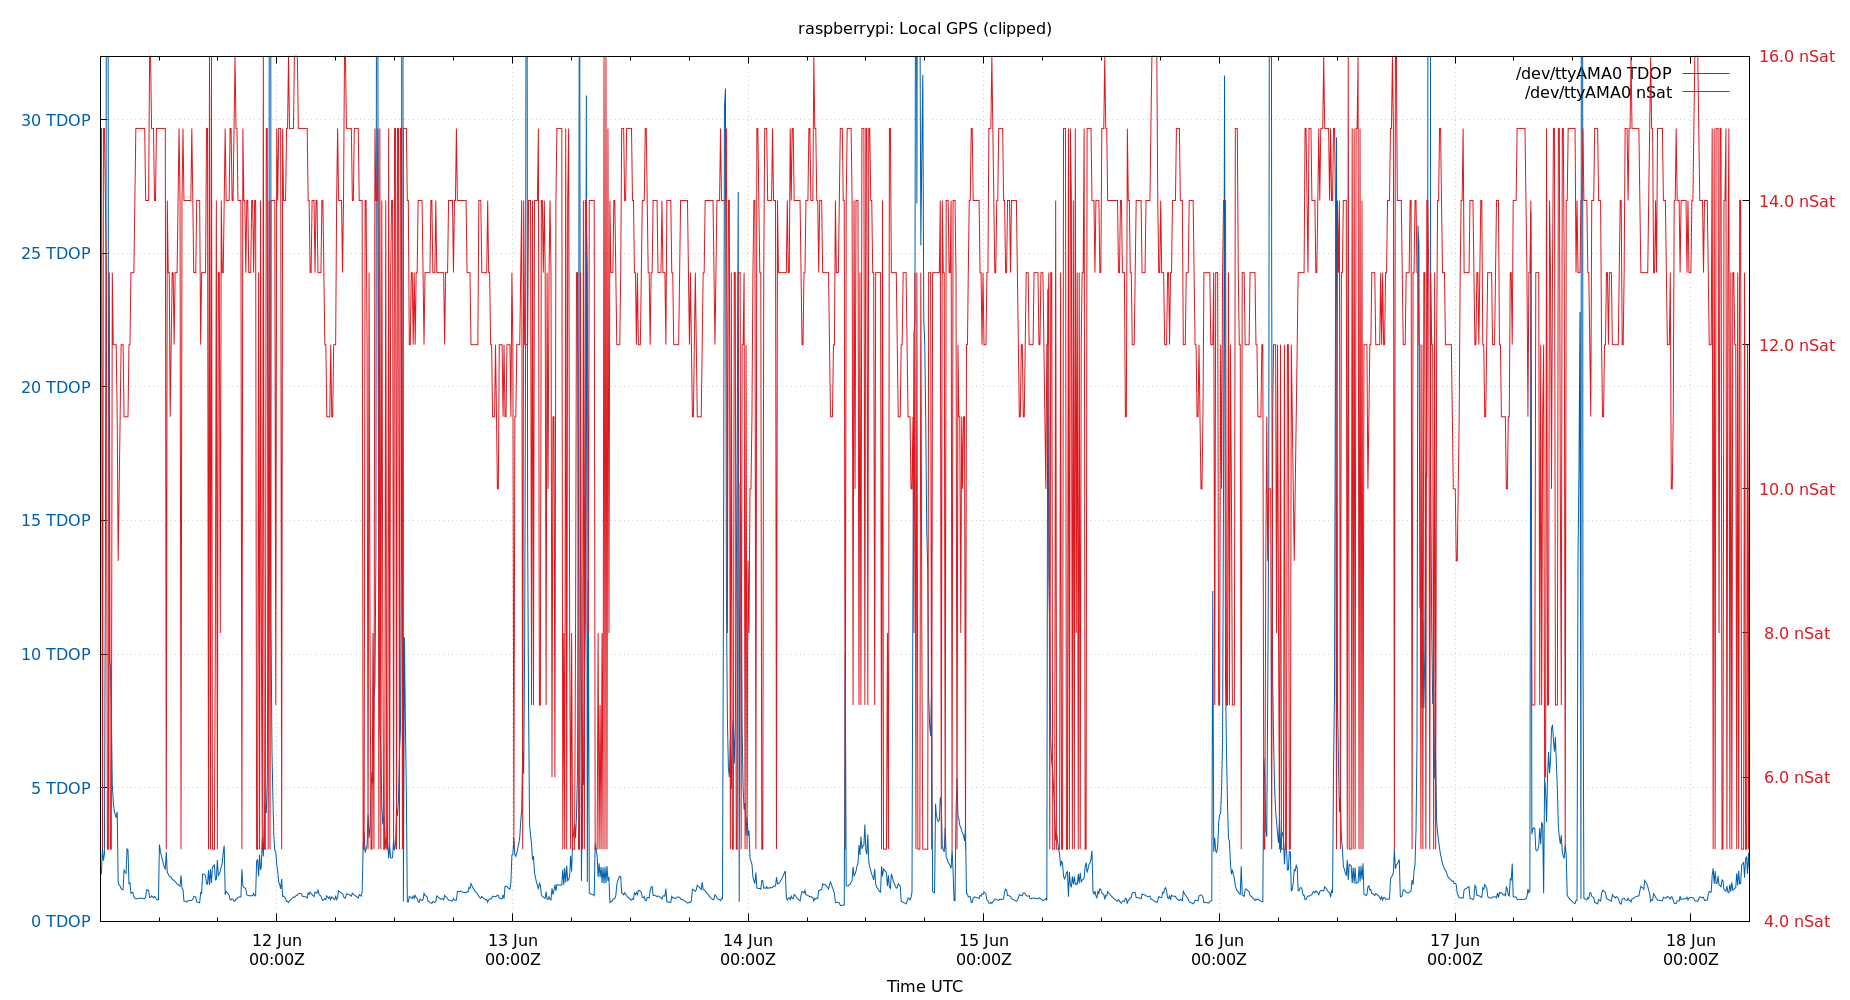 raspberrypi: Local GPS (clipped)
16.0 nSat
/dev/ttyAMA0 TDOP
/dev/ttyAMA0 nSat
30 TDOP
14.0 nSat
25 TDOP
12.0 nSat
20 TDOP
10.0 nSat
15 TDOP
8.0 nSat
10 TDOP
6.0 nSat
5 TDOP
0 TDOP
4.0 nSat
12 Jun 13 Jun 14 Jun 15 Jun 16 Jun 17 Jun 18 Jun
00:00Z 00:00Z 00:00Z 00:00Z 00:00Z 00:00Z 00:00Z
Time UTC